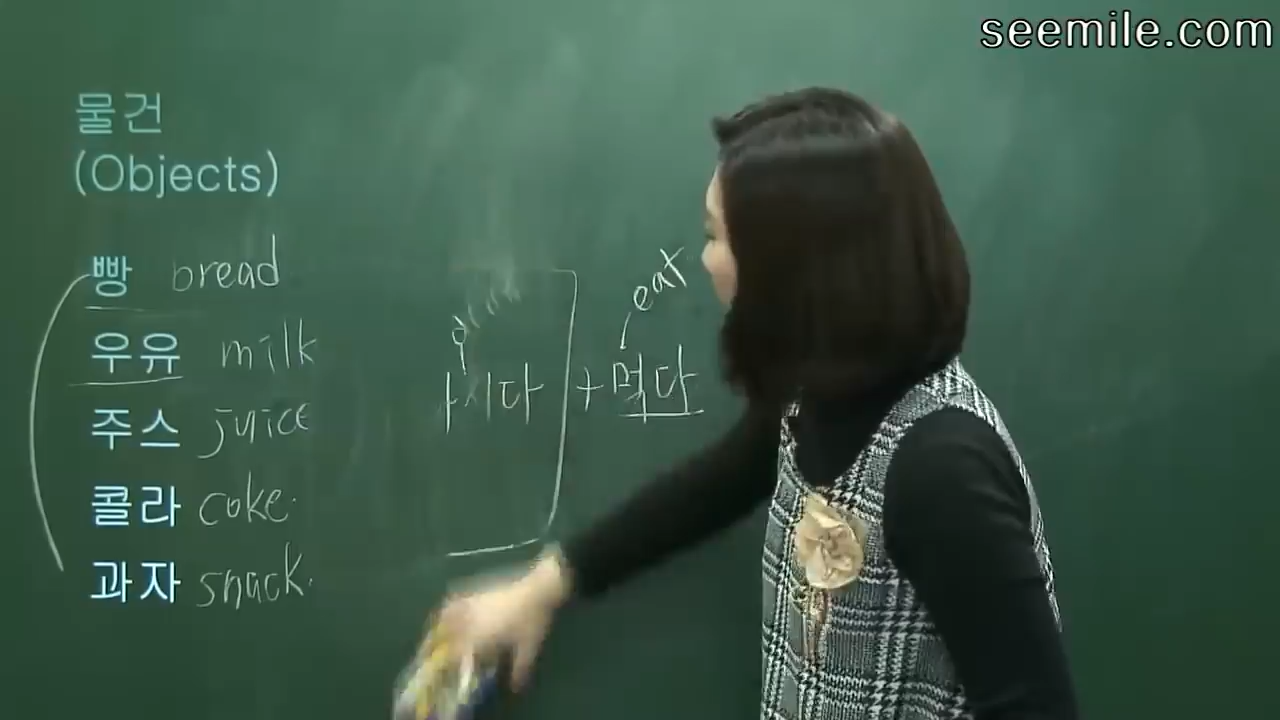 seemile.com
물건
(Objects)
빵 bread
우유 milk
주스 juice
콜라 coke
과자 snack
시다 + 먹다
eat